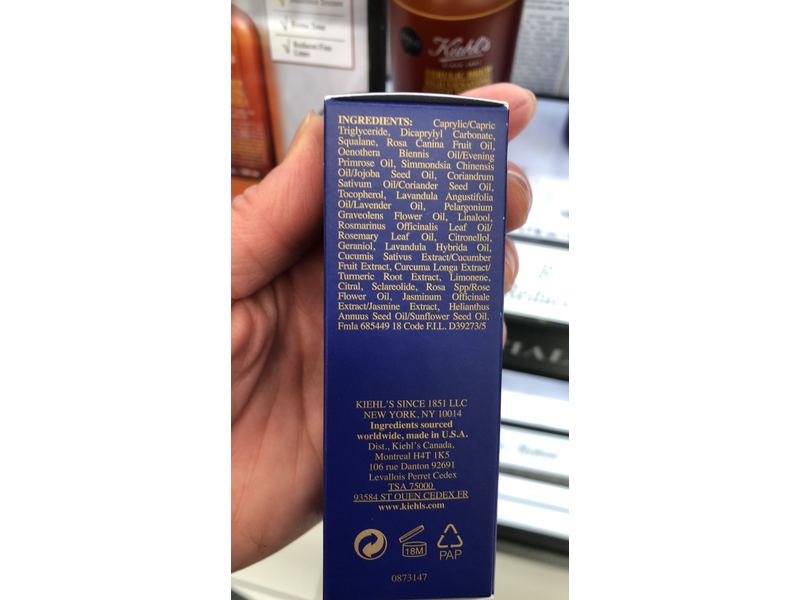 Kiehl's
INGREDIENTS: Caprylic/Capric
Triglyceride, Dicaprylyl Carbonate,
Squalane, Rosa Canina Fruit Oil,
Oenothera Biennis Oil/Evening
Primrose Oil, Simmondsia Chinensis
Oil/Jojoba Seed Oil, Coriandrum
Sativum Oil/Coriander Seed Oil,
Tocopherol, Lavandula Angustifolia
Oil/Lavender Oil, Pelargonium
Graveolens Flower Oil, Linalool,
Rosmarinus Officinalis Leaf Oil/
Rosemary Leaf Oil, Citronellol,
Geraniol, Lavandula Hybrida Oil,
Cucumis Sativus Extract/Cucumber
Fruit Extract, Curcuma Longa Extract/
Turmeric Root Extract, Limonene,
Citral, Sclareolide, Rosa Spp/Rose
Flower Oil, Jasminum Officinale
Extract/Jasmine Extract, Helianthus
Annuus Seed Oil/Sunflower Seed Oil.
Fmla 685449 18 Code F.I.L. D39273/5
KIEHL'S SINCE 1851 LLC
NEW YORK, NY 10014
Ingredients sourced
worldwide, made in U.S.A.
Dist., Kiehl's Canada,
Montreal H4T 1K5
106 rue Danton 92691
Levallois Perret Cedex
TSA 75000
93584 ST OUEN CEDEX FR
www.kiehls.com
18M
PAP
0873147